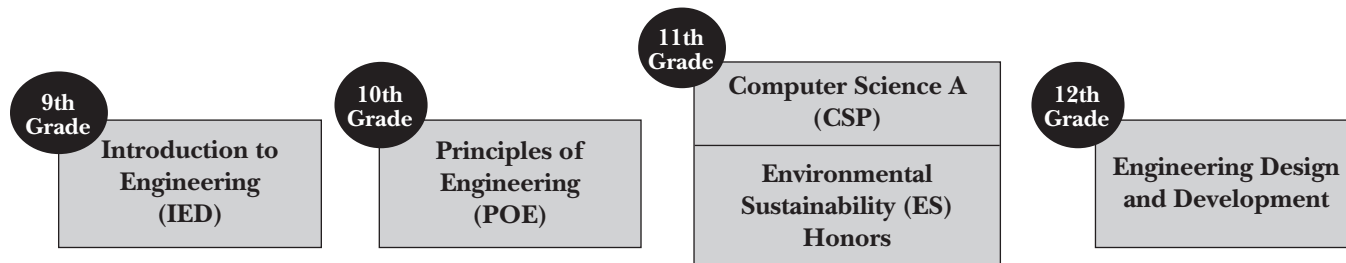 9th
Grade
Introduction to
Engineering
(IED)
10th
Grade
Principles of
Engineering
(POE)
11th
Grade
Computer Science A
(CSP)
Environmental
Sustainability (ES)
Honors
12th
Grade
Engineering Design
and Development